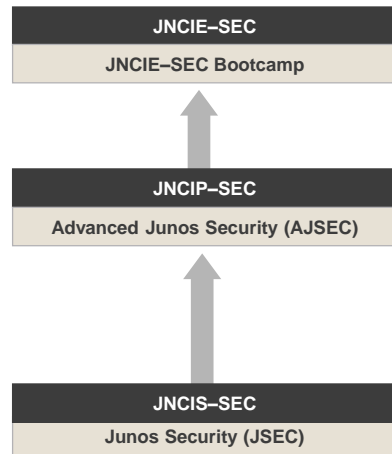 JNCIE–SEC
JNCIE–SEC Bootcamp
JNCIP–SEC
Advanced Junos Security (AJSEC)
JNCIS–SEC
Junos Security (JSEC)